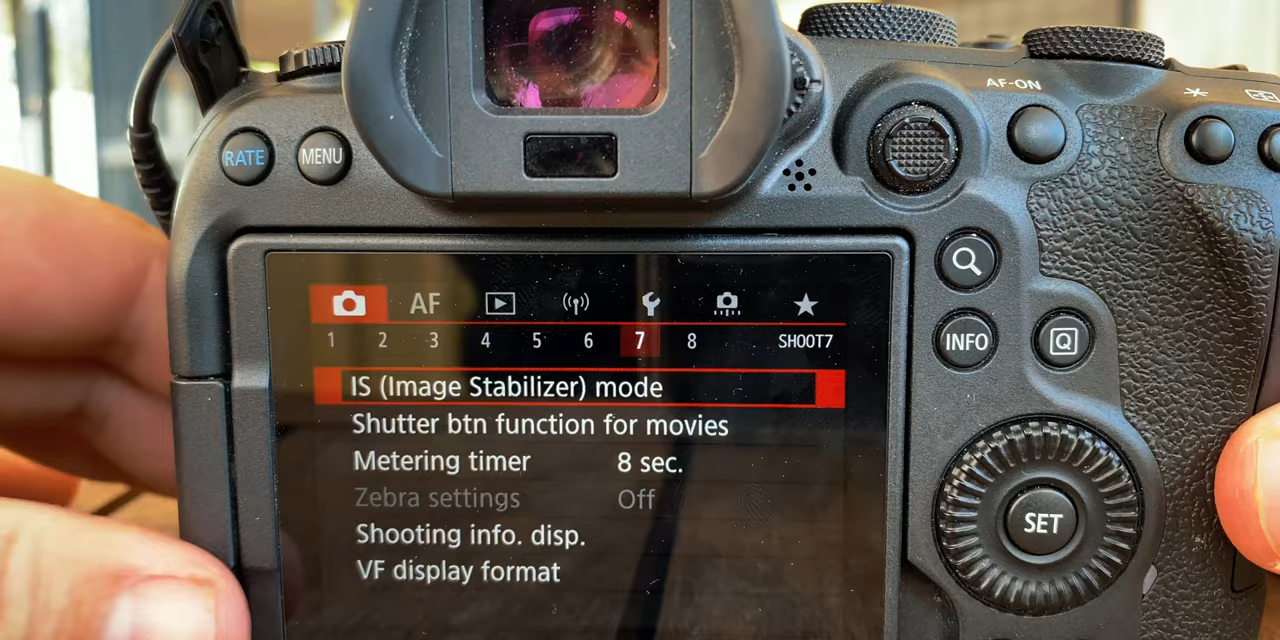 AF-ON
RATE
MENU
AF
1 2 3 4 5 6 7 8 SHOOT7
IS (Image Stabilizer) mode
Shutter btn function for movies
Metering timer 8 sec.
Zebra settings Off
Shooting info. disp.
VF display format
INFO
Q
SET